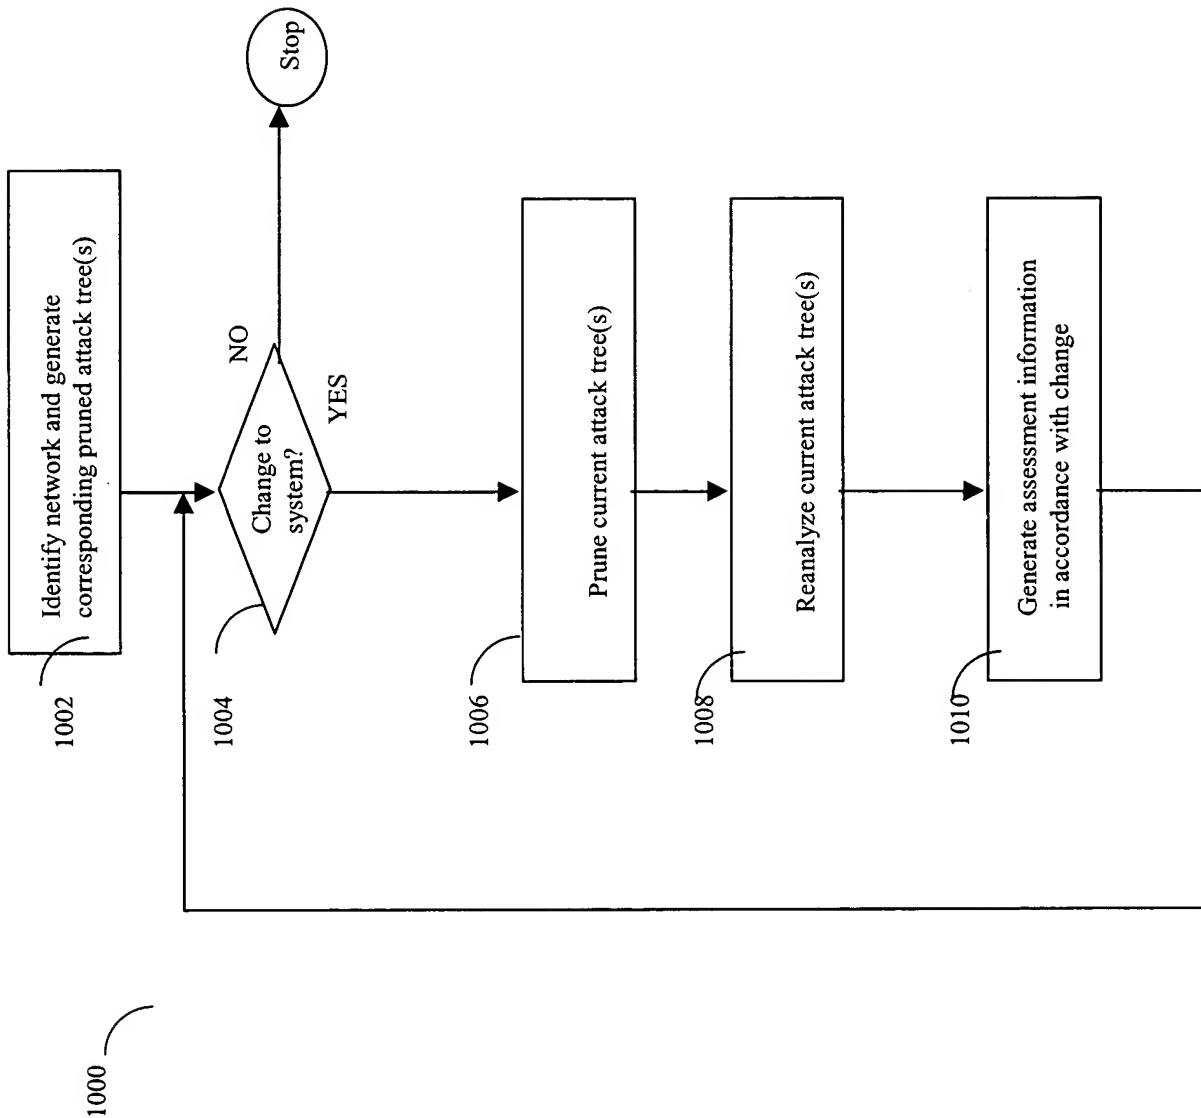 1000
1002
Identify network and generate
corresponding pruned attack tree(s)
1004
Change to
system?
NO
Stop
YES
1006
Prune current attack tree(s)
1008
Reanalyze current attack tree(s)
1010
Generate assessment information
in accordance with change